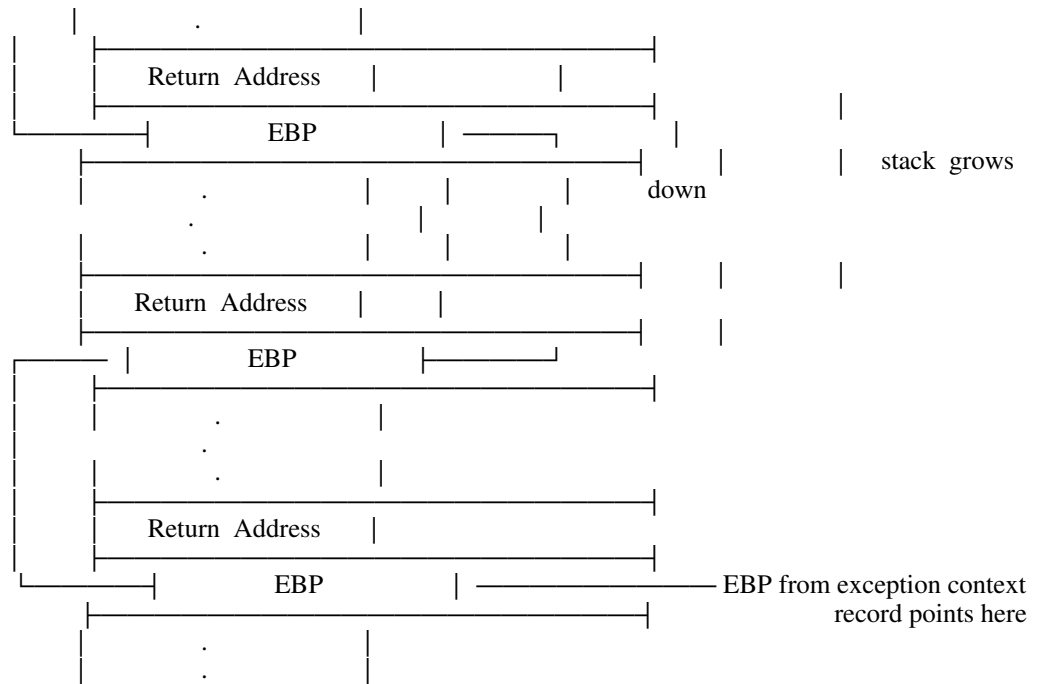 .
Return Address
EBP
stack grows
. down
.
.
Return Address
EBP
.
.
.
Return Address
EBP EBP from exception context
record points here
.
.